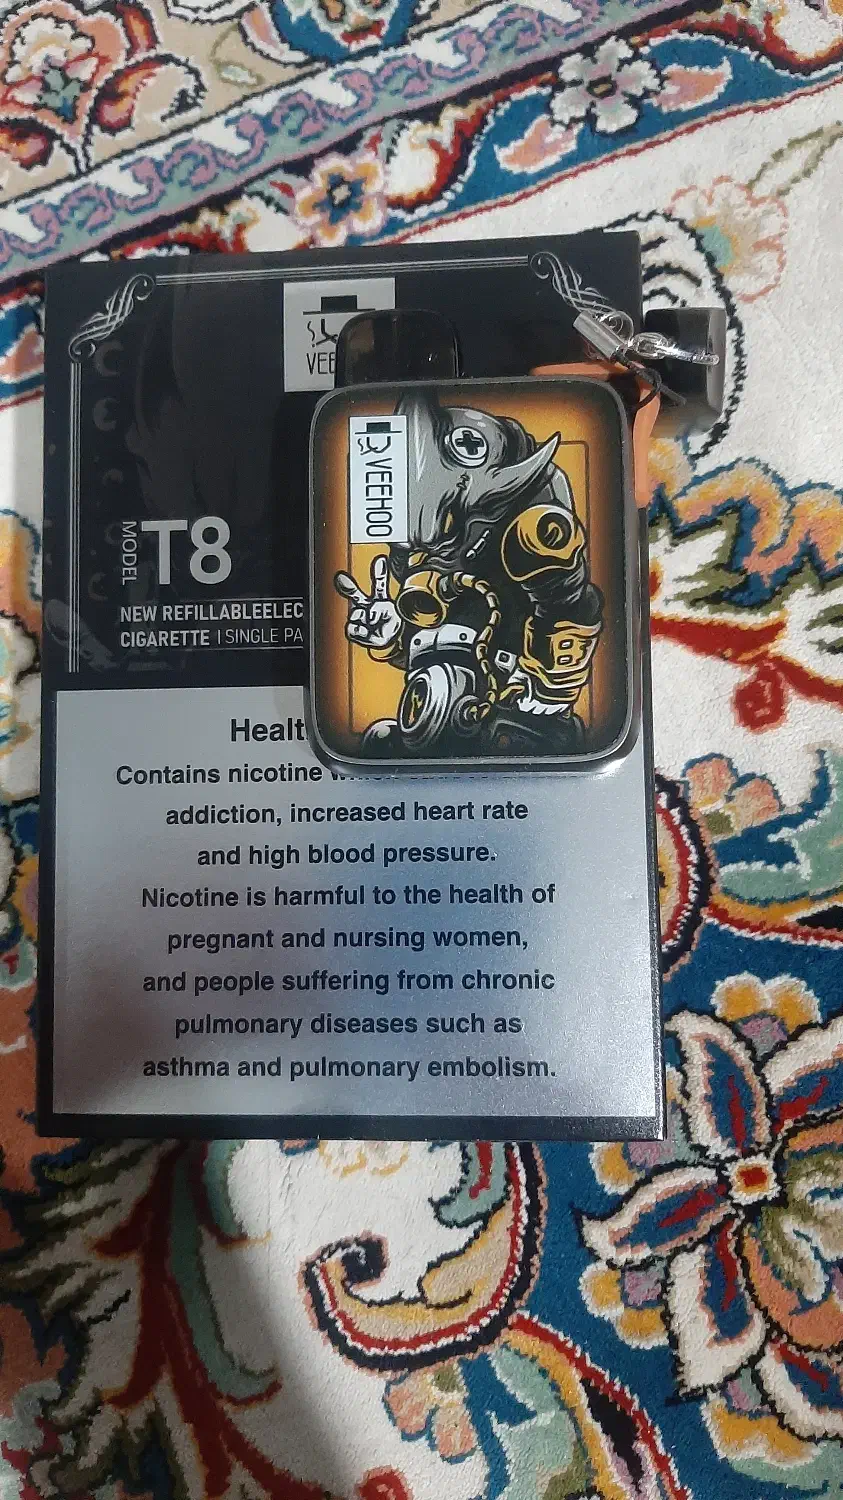 VEEHOO
MODEL
T8
NEW REFILLABLEELEC
CIGARETTE | SINGLE PA
Healt
Contains nicotine
addiction, increased heart rate
and high blood pressure.
Nicotine is harmful to the health of
pregnant and nursing women,
and people suffering from chronic
pulmonary diseases such as
asthma and pulmonary embolism.